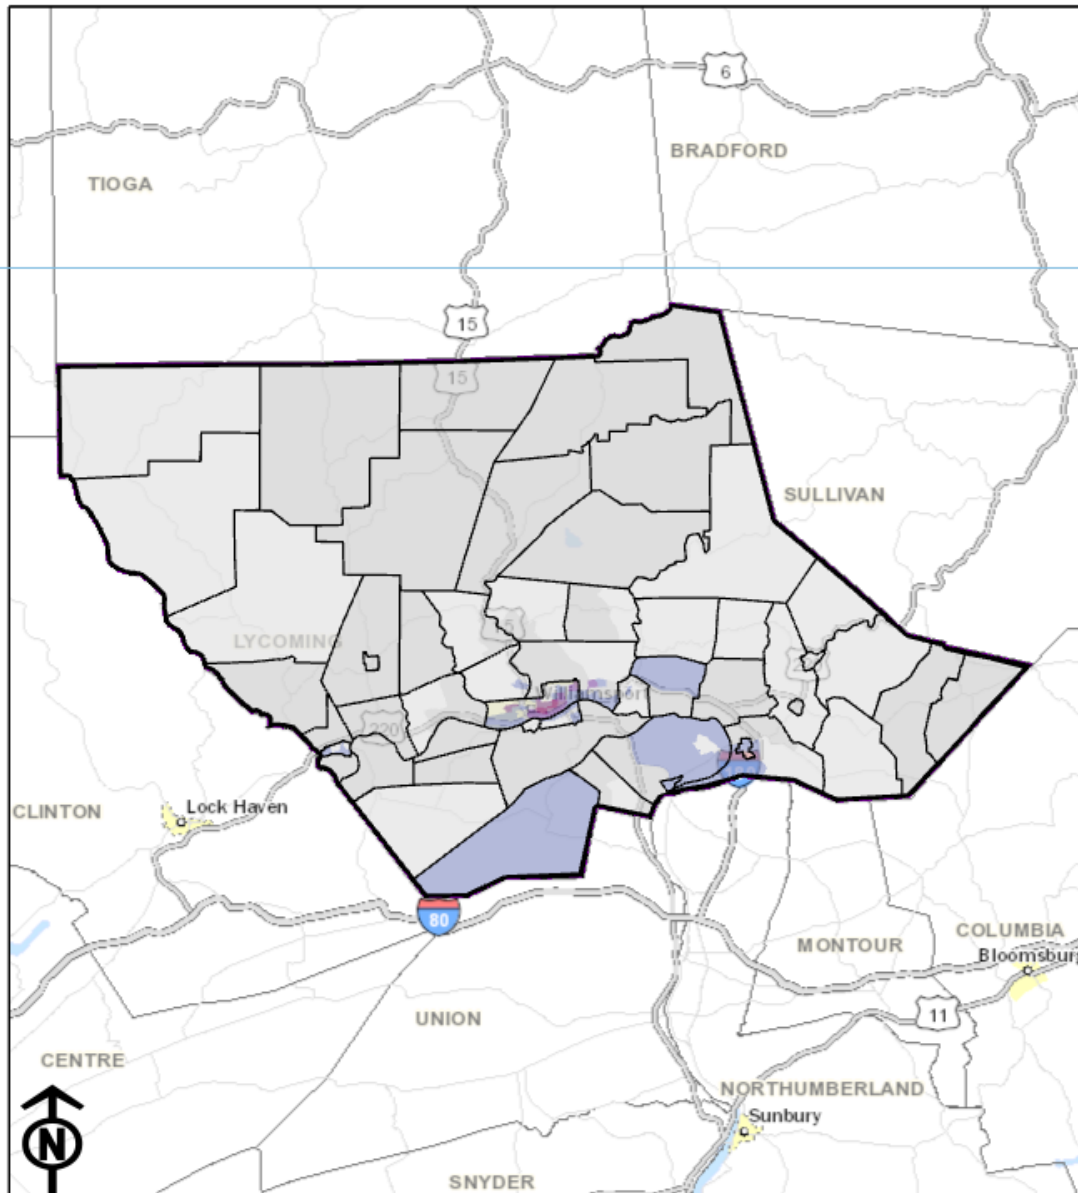 6
BRADFORD
TIOGA
15
15
SULLIVAN
15
LYCOMING
Williamsport
220
Lock Haven
CLINTON
80
COLUMBIA
MONTOUR
Bloomsburg
11
UNION
CENTRE
NORTHUMBERLAND
Sunbury
N
SNYDER